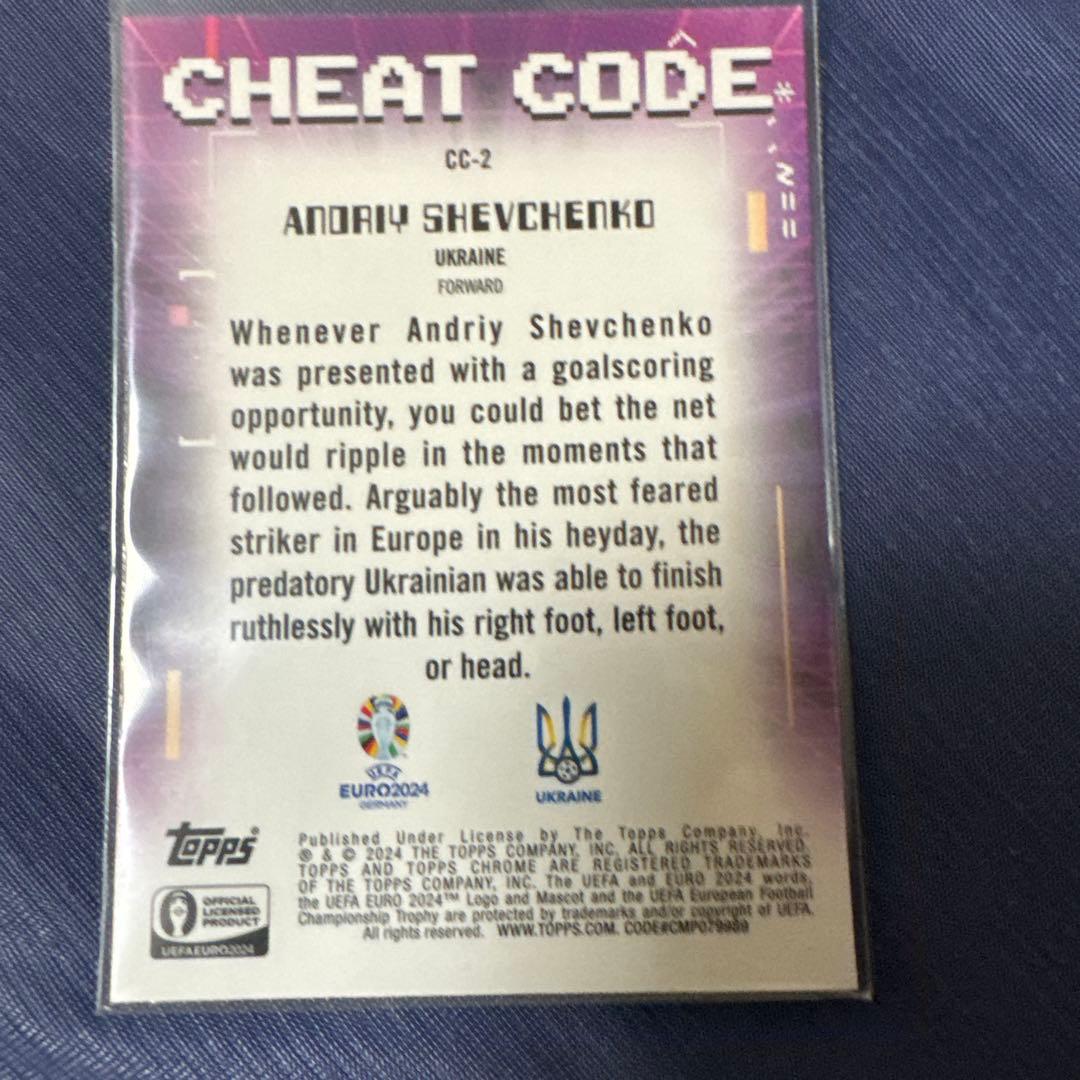 CHEAT CODE
CC-2
ANDRIY SHEVCHENKO
UKRAINE
FORWARD
Whenever Andriy Shevchenko
was presented with a goalscoring
opportunity, you could bet the net
would ripple in the moments that
followed. Arguably the most feared
striker in Europe in his heyday, the
predatory Ukrainian was able to finish
ruthlessly with his right foot, left foot,
or head.
UEFA
EURO2024
GERMANY
UKRAINE
Topps®
OFFICIAL
LICENSED
PRODUCT
UEFA EURO2024
Published Under License by The Topps Company, Inc.
® & © 2024 THE TOPPS COMPANY, INC. ALL RIGHTS RESERVED.
TOPPS AND TOPPS CHROME ARE REGISTERED TRADEMARKS
OF THE TOPPS COMPANY, INC. The UEFA and EURO 2024 words,
the UEFA EURO 2024™ Logo and Mascot and the UEFA European Football
Championship Trophy are protected by trademarks and/or copyright of UEFA.
All rights reserved. WWW.TOPPS.COM. CODE#CMP079989